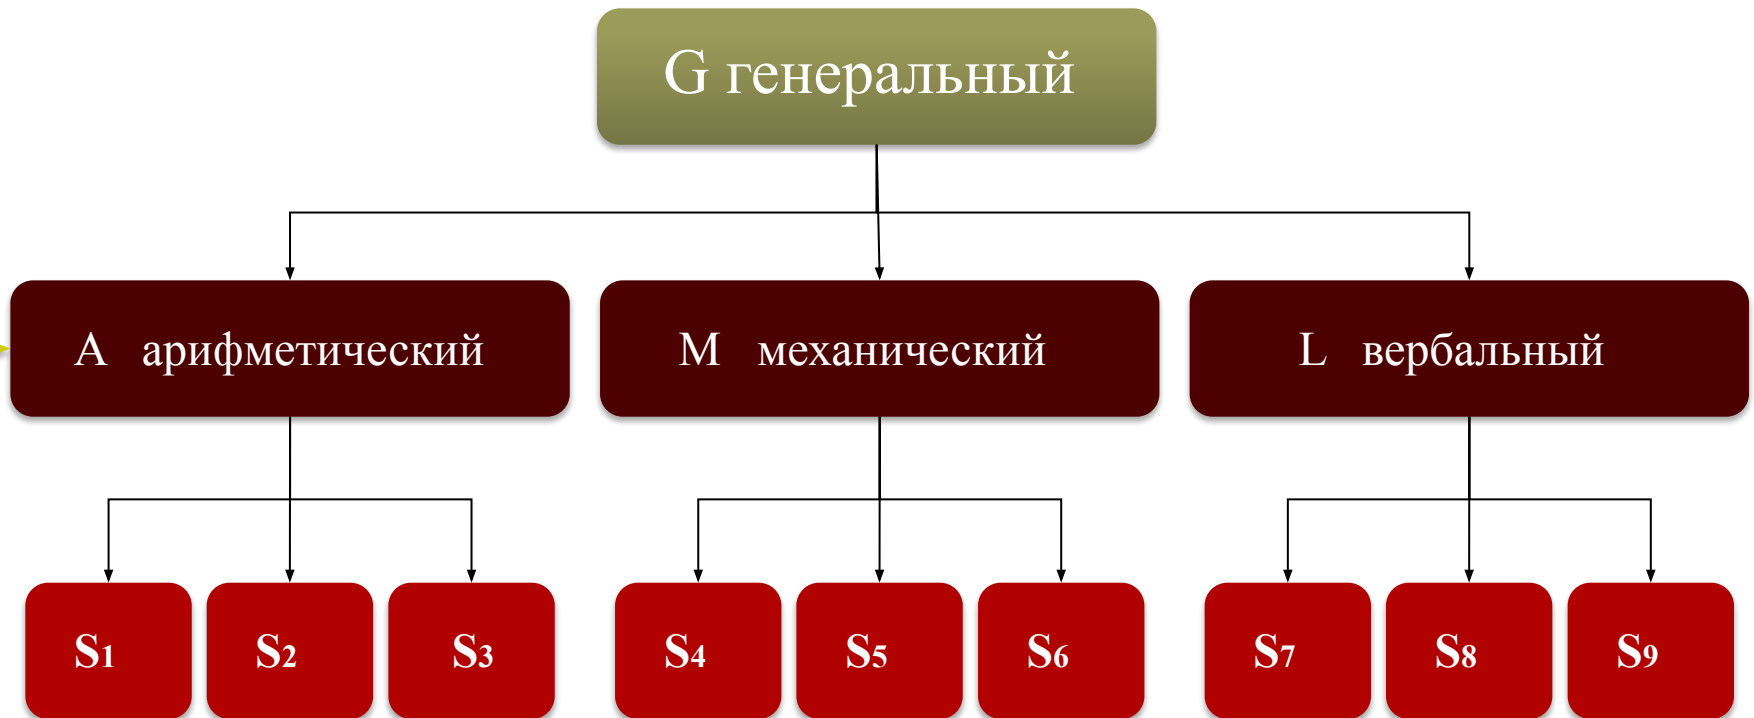 G генеральный
A арифметический
M механический
L вербальный
S1
S2
S3
S4
S5
S6
S7
S8
S9